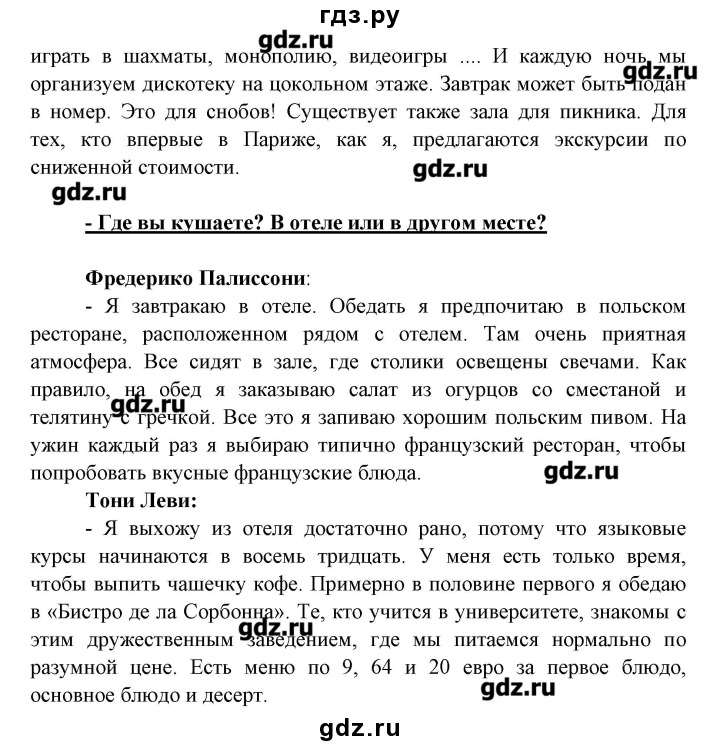 гдз.ру
играть в шахматы, монополию, видеоигры .... И каждую ночь мы
gdz.ru
организуем дискотеку на цокольном этаже. Завтрак может быть подан
gdz.ru
в номер. Это для снобов! Существует также зала для пикника. Для
тех, кто впервые в Париже, как я, предлагаются экскурсии по
сниженной стоимости.
gdz.ru
gdz.ru
- Где вы кушаете? В отеле или в другом месте?
Фредерико Палиссони:
- Я завтракаю в отеле. Обедать я предпочитаю в польском
ресторане, расположенном рядом с отелем. Там очень приятная
атмосфера. Все сидят в зале, где столики освещены свечами. Как
правило, на обед я заказываю салат из огурцов со сместаной и
gdz.ru
телятину с гречкой. Все это я запиваю хорошим польским пивом. На
ужин каждый раз я выбираю типично французский ресторан, чтобы
попробовать вкусные французские блюда.
gdz.ru
Тони Леви:
- Я выхожу из отеля достаточно рано, потому что языковые
курсы начинаются в восемь тридцать. У меня есть только время,
чтобы выпить чашечку кофе. Примерно в половине первого я обедаю
в «Бистро де ла Сорбонна». Те, кто учится в университете, знакомы с
gdz.ru
этим дружественным заведением, где мы питаемся нормально по
разумной цене. Есть меню по 9, 64 и 20 евро за первое блюдо,
основное блюдо и десерт.
gdz.ru
gdz.ru